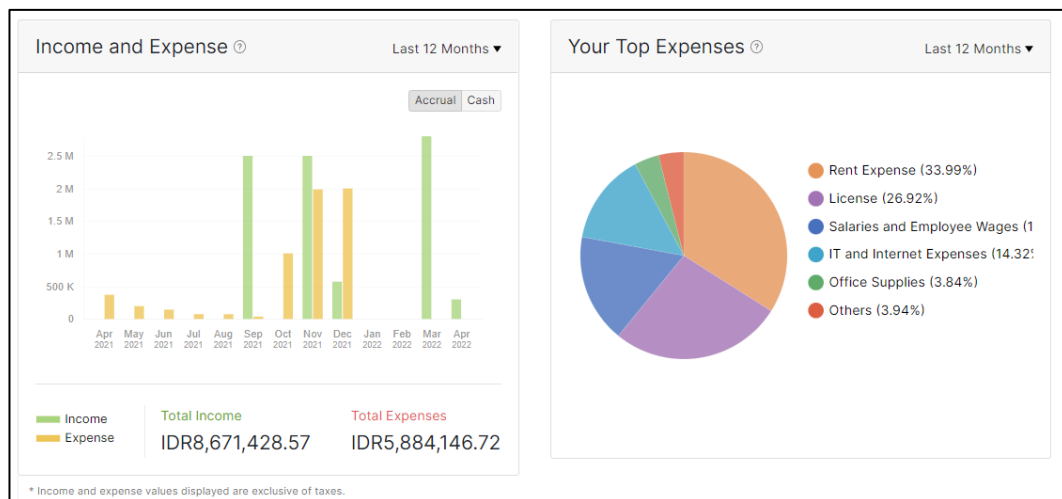 Income and Expense ?
Last 12 Months ▼
Accrual Cash
2.5 M
2 M
1.5 M
1 M
500 K
0
Apr May Jun Jul Aug Sep Oct Nov Dec Jan Feb Mar Apr
2021 2021 2021 2021 2021 2021 2021 2021 2021 2022 2022 2022 2022
Income
Expense
Total Income
IDR8,671,428.57
Total Expenses
IDR5,884,146.72
* Income and expense values displayed are exclusive of taxes.
Your Top Expenses ?
Last 12 Months ▼
Rent Expense (33.99%)
License (26.92%)
Salaries and Employee Wages (1
IT and Internet Expenses (14.32%
Office Supplies (3.84%)
Others (3.94%)